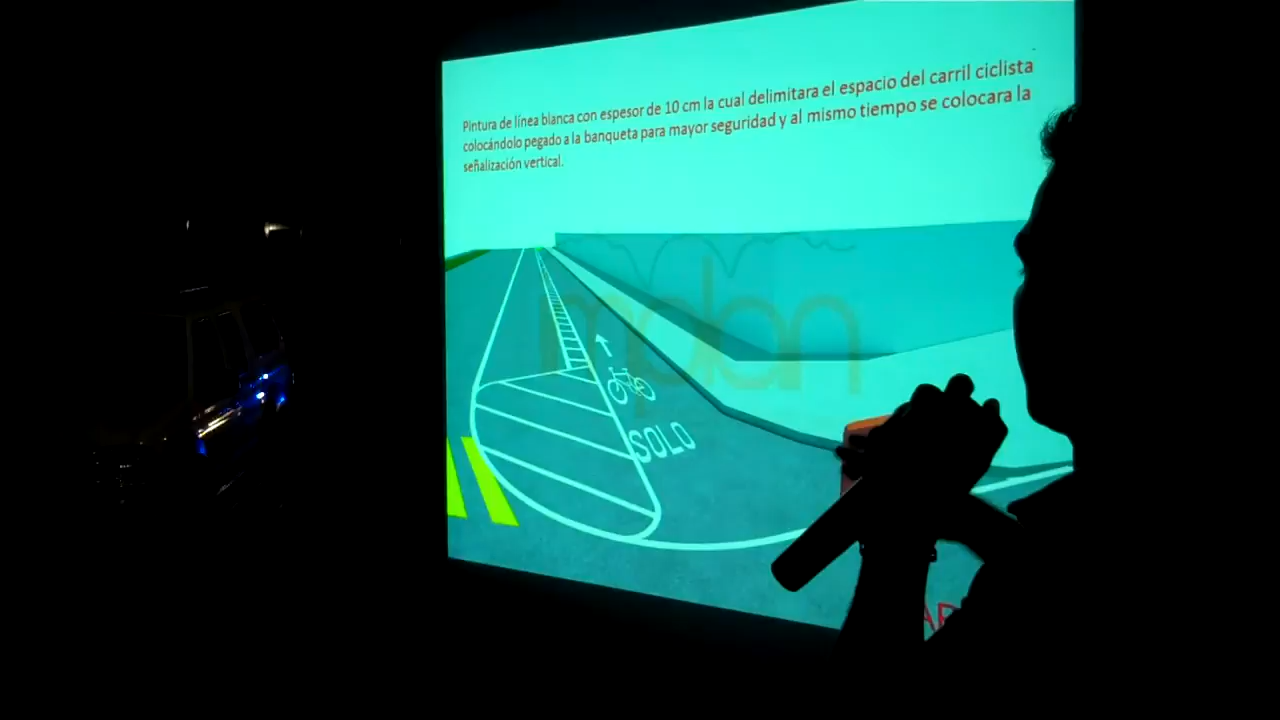 Pintura de línea blanca con espesor de 10 cm la cual delimitara el espacio del carril ciclista
colocándolo pegado a la banqueta para mayor seguridad y al mismo tiempo se colocara la
señalización vertical.
mplan
SOLO